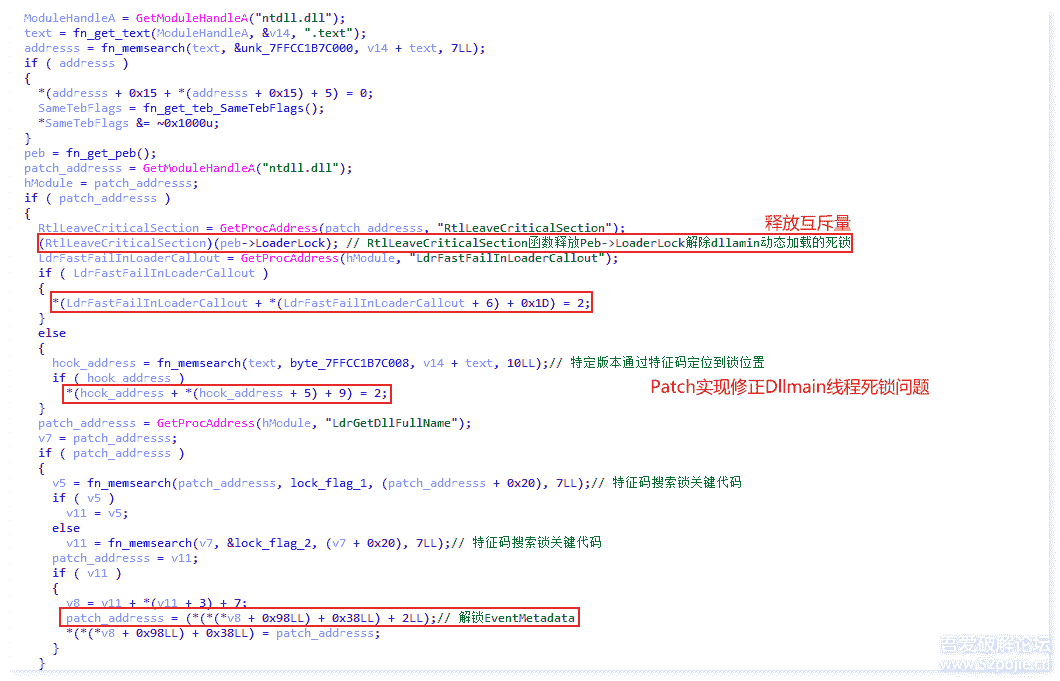 ModuleHandleA = GetModuleHandleA("ntdll.dll");
text = fn_get_text(ModuleHandleA, &v14, ".text");
addresss = fn_memsearch(text, &unk_7FFCC1B7C000, v14 + text, 7LL);
if ( addresss )
{
*(addresss + 0x15 + *(addresss + 0x15) + 5) = 0;
SameTebFlags = fn_get_teb_SameTebFlags();
*SameTebFlags &= ~0x1000u;
}
peb = fn_get_peb();
patch_addresss = GetModuleHandleA("ntdll.dll");
hModule = patch_addresss;
if ( patch_addresss )
{
RtlLeaveCriticalSection = GetProcAddress(patch_addresss, "RtlLeaveCriticalSection");
释放互斥量
(RtlLeaveCriticalSection)(peb->LoaderLock); // RtlLeaveCriticalSection函数释放Peb->LoaderLock解除dllamin动态加载的死锁
LdrFastFailInLoaderCallout = GetProcAddress(hModule, "LdrFastFailInLoaderCallout");
if ( LdrFastFailInLoaderCallout )
{
*(LdrFastFailInLoaderCallout + *(LdrFastFailInLoaderCallout + 6) + 0x1D) = 2;
}
else
{
hook_address = fn_memsearch(text, byte_7FFCC1B7C008, v14 + text, 10LL);// 特定版本通过特征码定位到锁位置
if ( hook_address )
Patch实现修正Dllmain线程死锁问题
*(hook_address + *(hook_address + 5) + 9) = 2;
}
patch_addresss = GetProcAddress(hModule, "LdrGetDllFullName");
v7 = patch_addresss;
if ( patch_addresss )
{
v5 = fn_memsearch(patch_addresss, lock_flag_1, (patch_addresss + 0x20), 7LL);// 特征码搜索锁关键代码
if ( v5 )
v11 = v5;
else
v11 = fn_memsearch(v7, &lock_flag_2, (v7 + 0x20), 7LL);// 特征码搜索锁关键代码
patch_addresss = v11;
if ( v11 )
{
v8 = v11 + *(v11 + 3) + 7;
patch_addresss = (*(*(*v8 + 0x98LL) + 0x38LL) + 2LL);// 解锁EventMetadata
*(*(*v8 + 0x98LL) + 0x38LL) = patch_addresss;
}
}
吾爱破解论坛
www.52pojie.cn